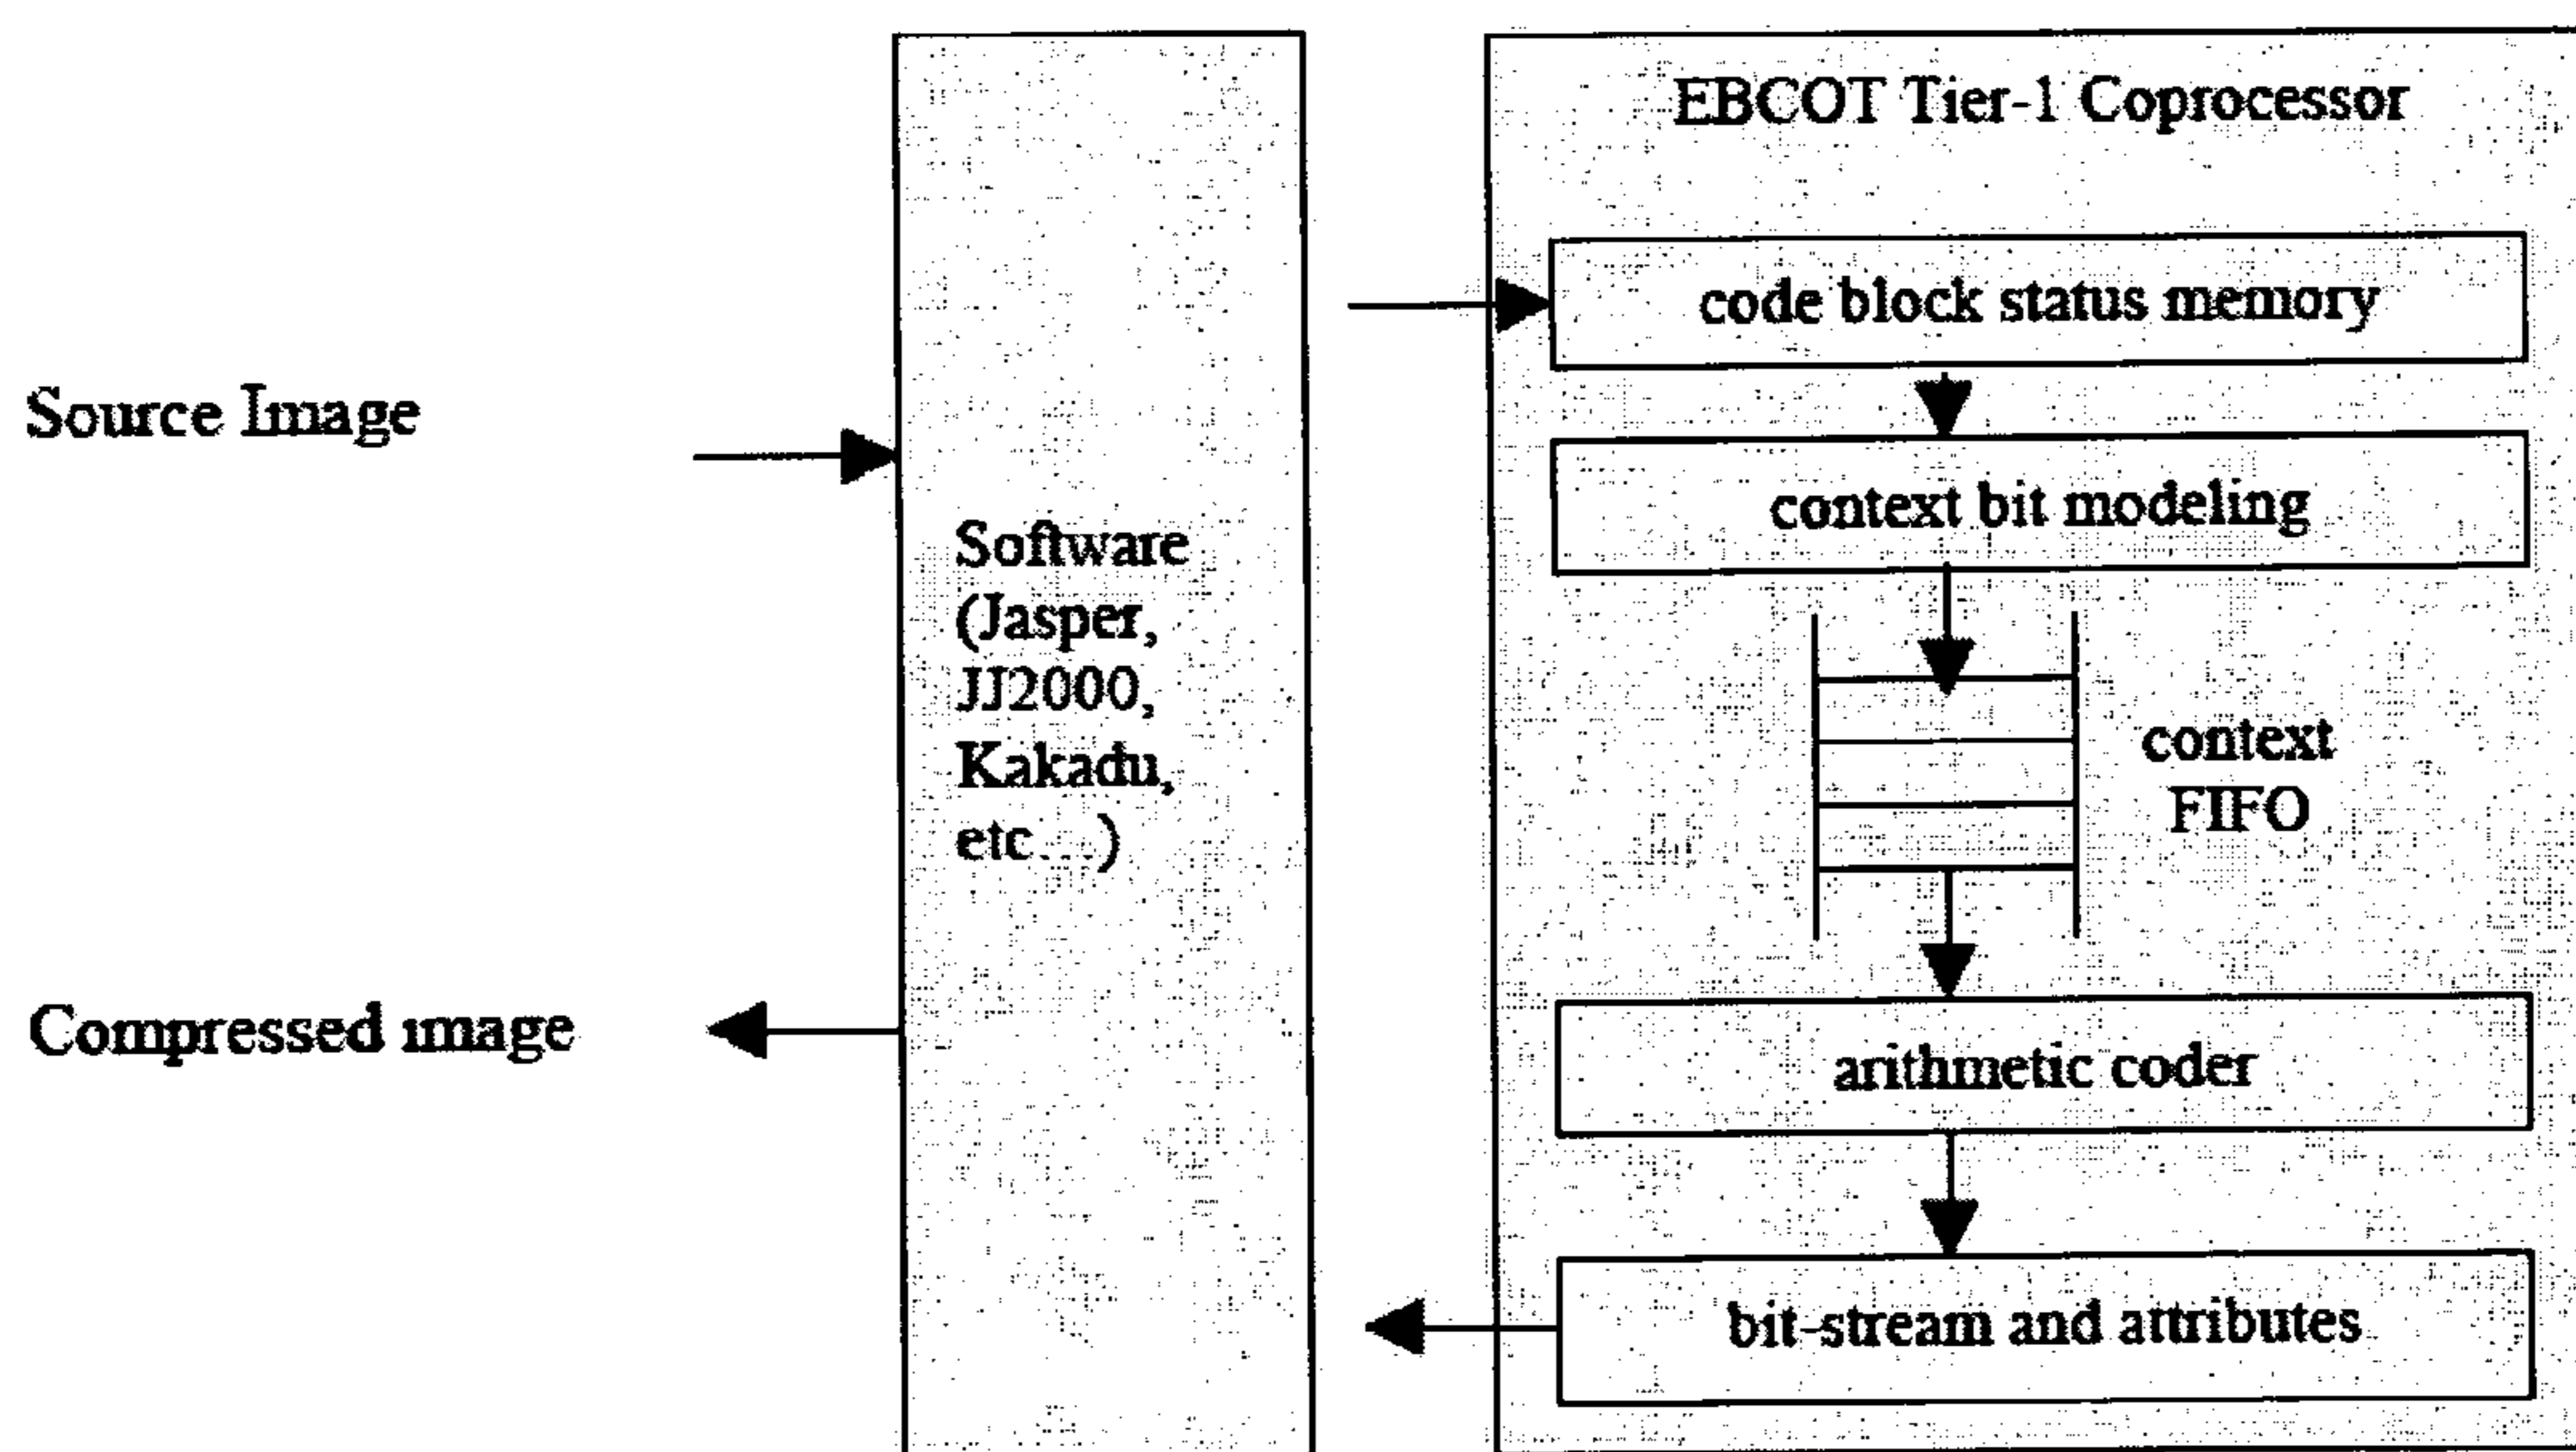 EBCOT Tier-1 Coprocessor
code block status memory
Source Image
context bit modeling
Software
(Jasper,
JJ2000,
Kakadu,
etc…)
context
FIFO
Compressed image
arithmetic coder
bit-stream and attributes